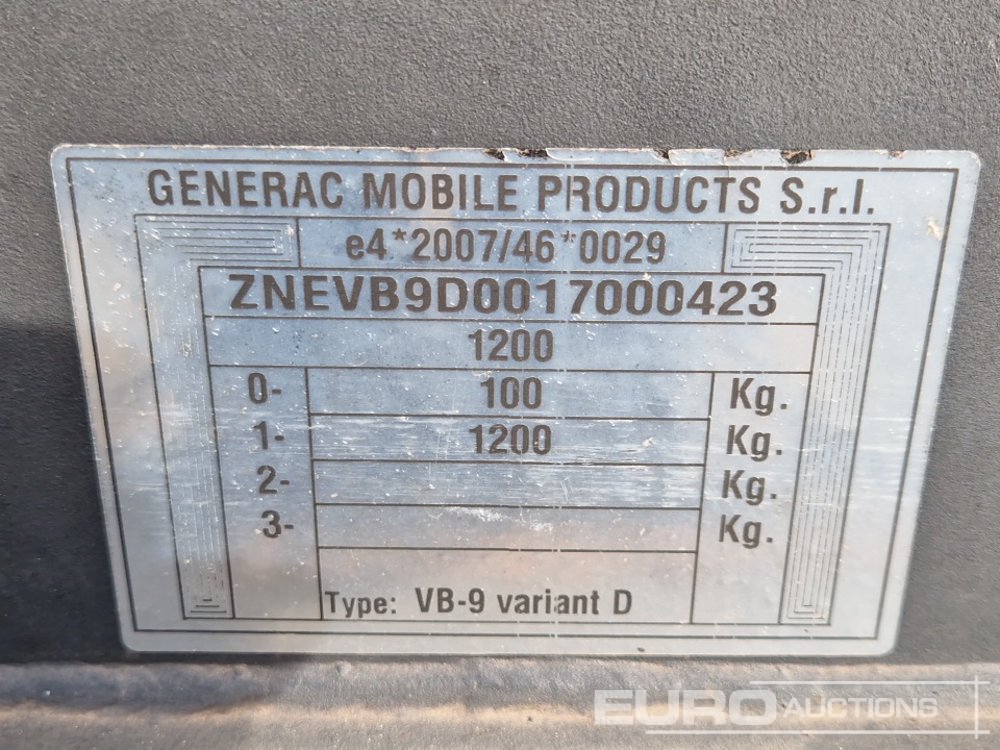 GENERAC MOBILE PRODUCTS S.r.l.
e4*2007/46*0029
ZNEVB9D0017000423
1200
0- 100 Kg.
1- 1200 Kg.
2- Kg.
3- Kg.
Type: VB-9 variant D
EURO AUCTIONS